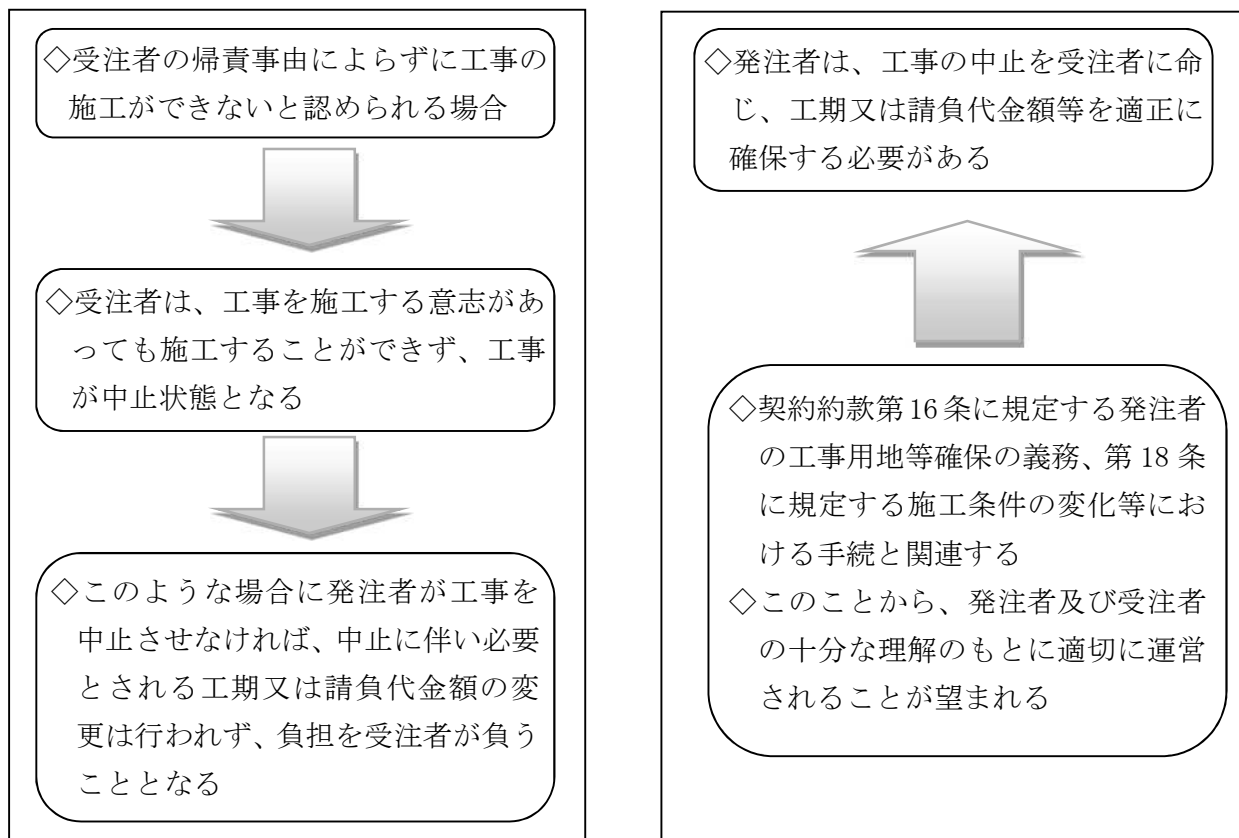 ◇受注者の帰責事由によらずに工事の
施工ができないと認められる場合
◇受注者は、工事を施工する意志があ
っても施工することができず、工事
が中止状態となる
◇このような場合に発注者が工事を
中止させなければ、中止に伴い必要
とされる工期又は請負代金額の変
更は行われず、負担を受注者が負う
こととなる
◇発注者は、工事の中止を受注者に命
じ、工期又は請負代金額等を適正に
確保する必要がある
◇契約約款第16条に規定する発注者
の工事用地等確保の義務、第18条
に規定する施工条件の変化等にお
ける手続と関連する
◇このことから、発注者及び受注者
の十分な理解のもとに適切に運営
されることが望まれる